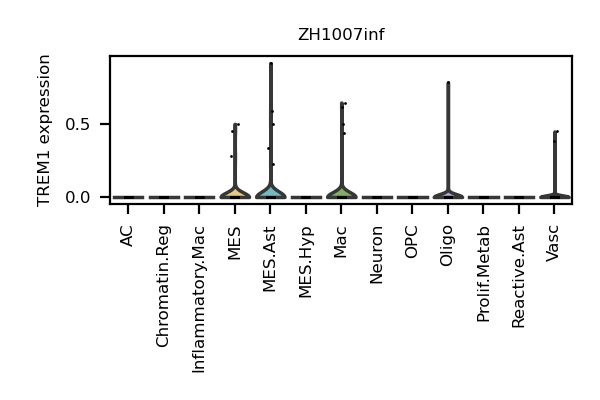 ZH1007inf
TREM1 expression
0.5
0.0
AC
Chromatin.Reg
Inflammatory.Mac
MES
MES.Ast
MES.Hyp
Mac
Neuron
OPC
Oligo
Prolif.Metab
Reactive.Ast
Vasc